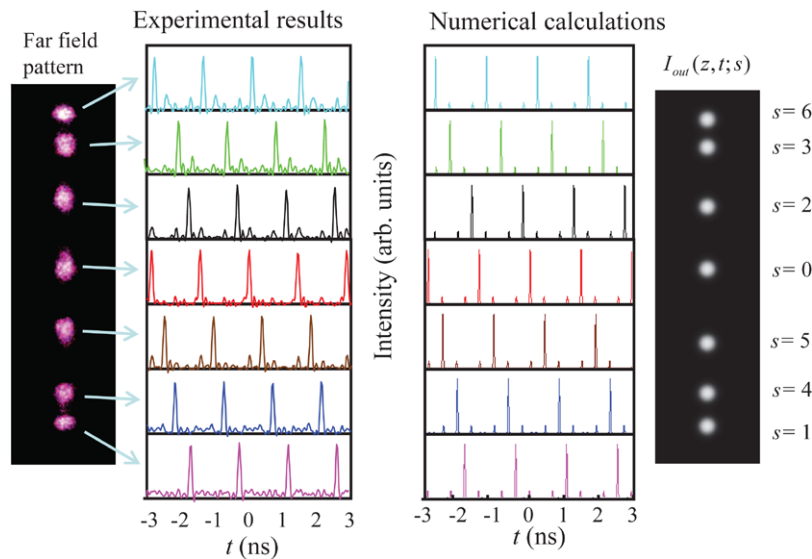 Experimental results
Numerical calculations
Far field
pattern
I_out(z,t;s)
s= 6
s= 3
s= 2
s= 0
s= 5
s= 4
s= 1
Intensity (arb. units)
-3 -2 -1 0 1 2 3
t (ns)
-3 -2 -1 0 1 2 3
t (ns)